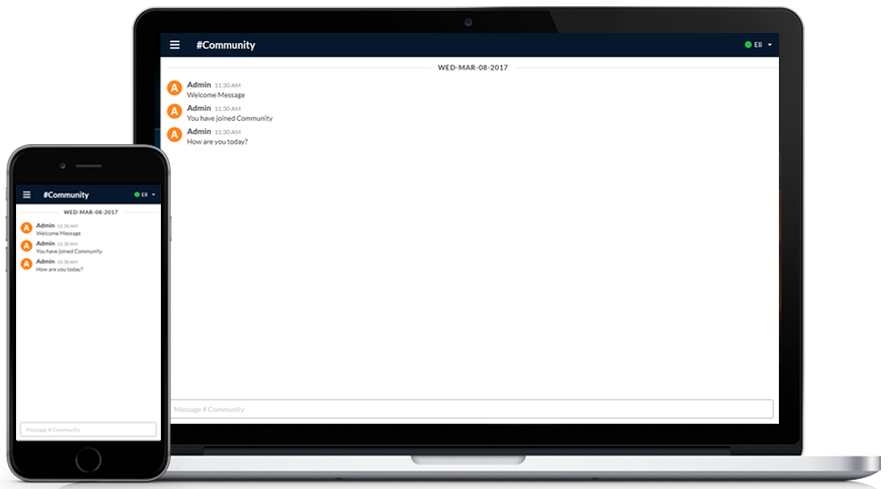 #Community
Eli
WED-MAR-08-2017
A
Admin 11:30 AM
Welcome Message
A
Admin 11:30 AM
You have joined Community
A
Admin 11:30 AM
How are you today?
Message # Community
#Community
Eli
WED-MAR-08-2017
A
Admin 11:30 AM
Welcome Message
A
Admin 11:30 AM
You have joined Community
A
Admin 11:30 AM
How are you today?
Message # Community